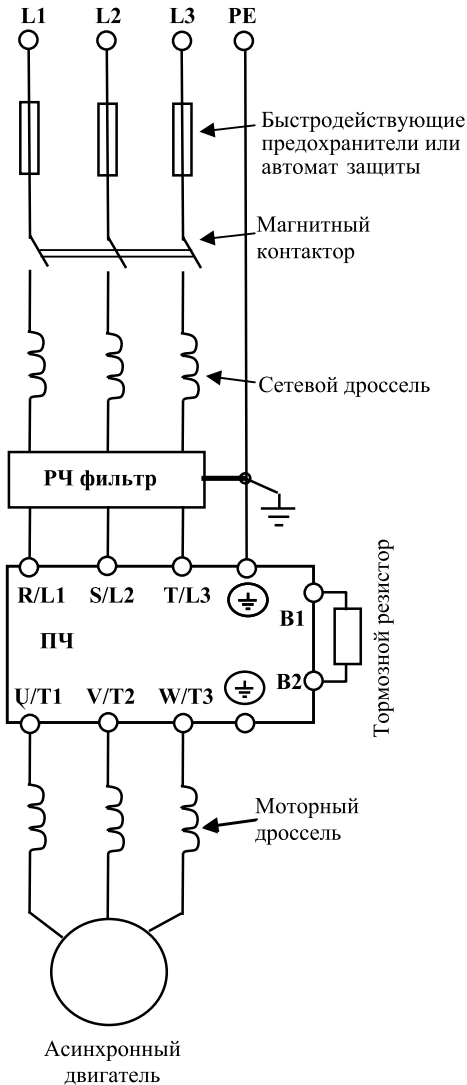 L1 L2 L3 PE
Быстродействующие
предохранители или
автомат защиты
Магнитный
контактор
Сетевой дроссель
РЧ фильтр
R/L1 S/L2 T/L3
B1
ПЧ
Тормозной резистор
B2
U/T1 V/T2 W/T3
Моторный
дроссель
Асинхронный
двигатель